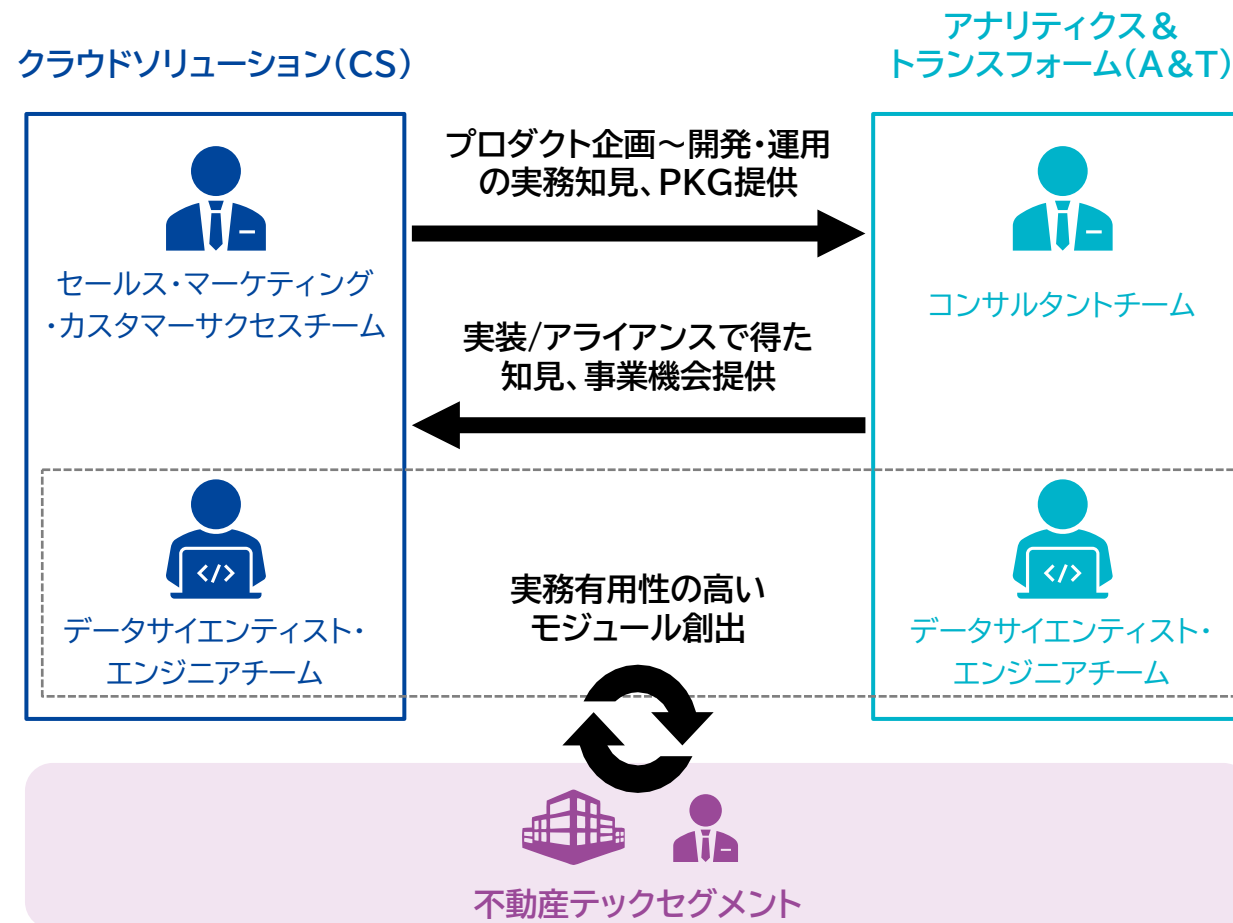 クラウドソリューション(CS)
アナリティクス&
トランスフォーム(A&T)
プロダクト企画～開発・運用
の実務知見、PKG提供
セールス・マーケティング
・カスタマーサクセスチーム
コンサルタントチーム
実装/アライアンスで得た
知見、事業機会提供
</>
</>
データサイエンティスト・
エンジニアチーム
実務有用性の高い
モジュール創出
データサイエンティスト・
エンジニアチーム
不動産テックセグメント